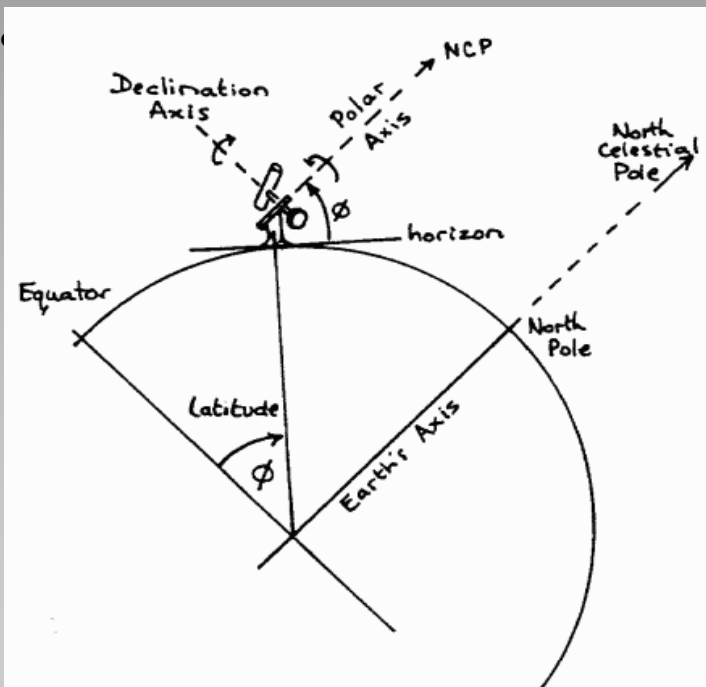 NCP
Declination
Axis
Polar
Axis
North
Celestial
Pole
Ø
horizon
Equator
North
Pole
Latitude
Ø
Earth's Axis